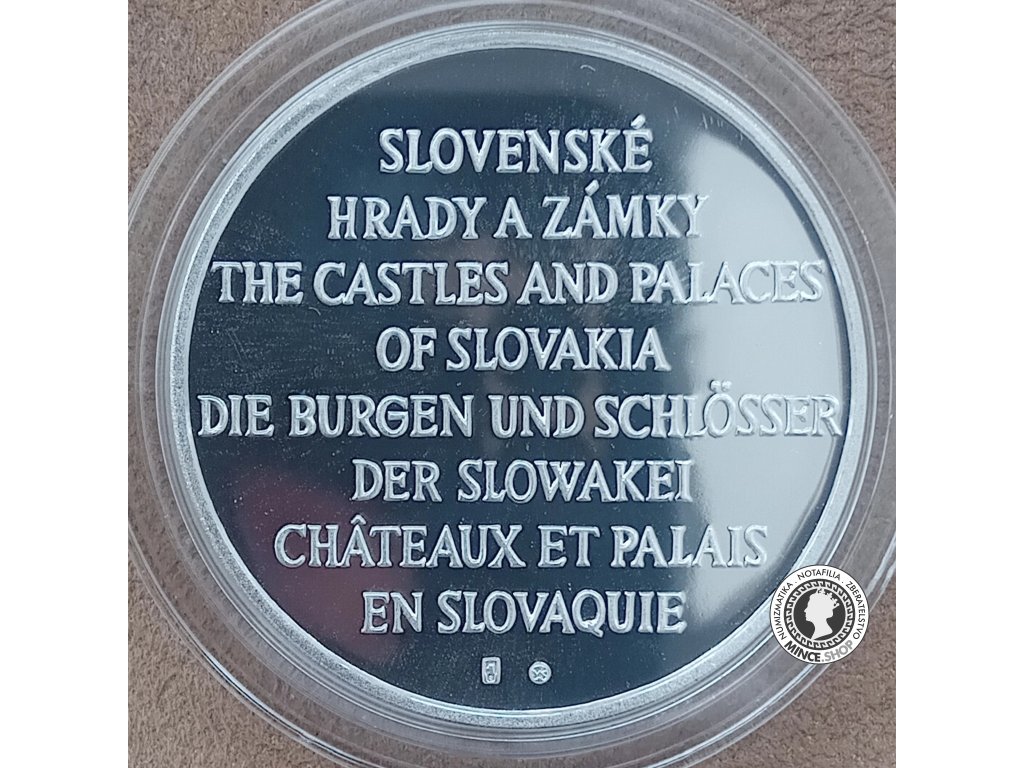 SLOVENSKÉ
HRADY A ZÁMKY
THE CASTLES AND PALACES
OF SLOVAKIA
DIE BURGEN UND SCHLÖSSER
DER SLOWAKEI
CHÂTEAUX ET PALAIS
EN SLOVAQUIE
NUMIZMATIKA . NOTAFILIA . ZBERATELSTVO
MINCE.SHOP